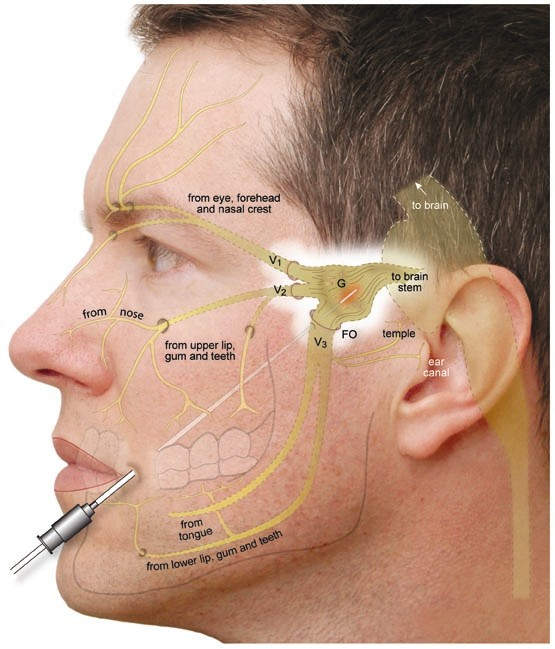 from eye, forehead
and nasal crest
to brain
V1
V2
G
to brain
stem
from nose
from upper lip,
gum and teeth
V3
FO
temple
ear
canal
from
tongue
from lower lip, gum and teeth